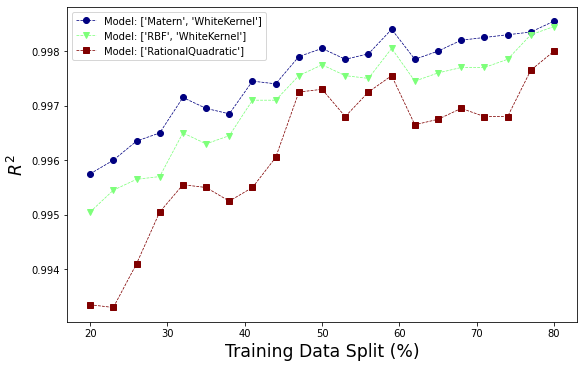 Model: ['Matern', 'WhiteKernel']
Model: ['RBF', 'WhiteKernel']
Model: ['RationalQuadratic']
0.998
0.997
0.996
0.995
0.994
R²
20 30 40 50 60 70 80
Training Data Split (%)